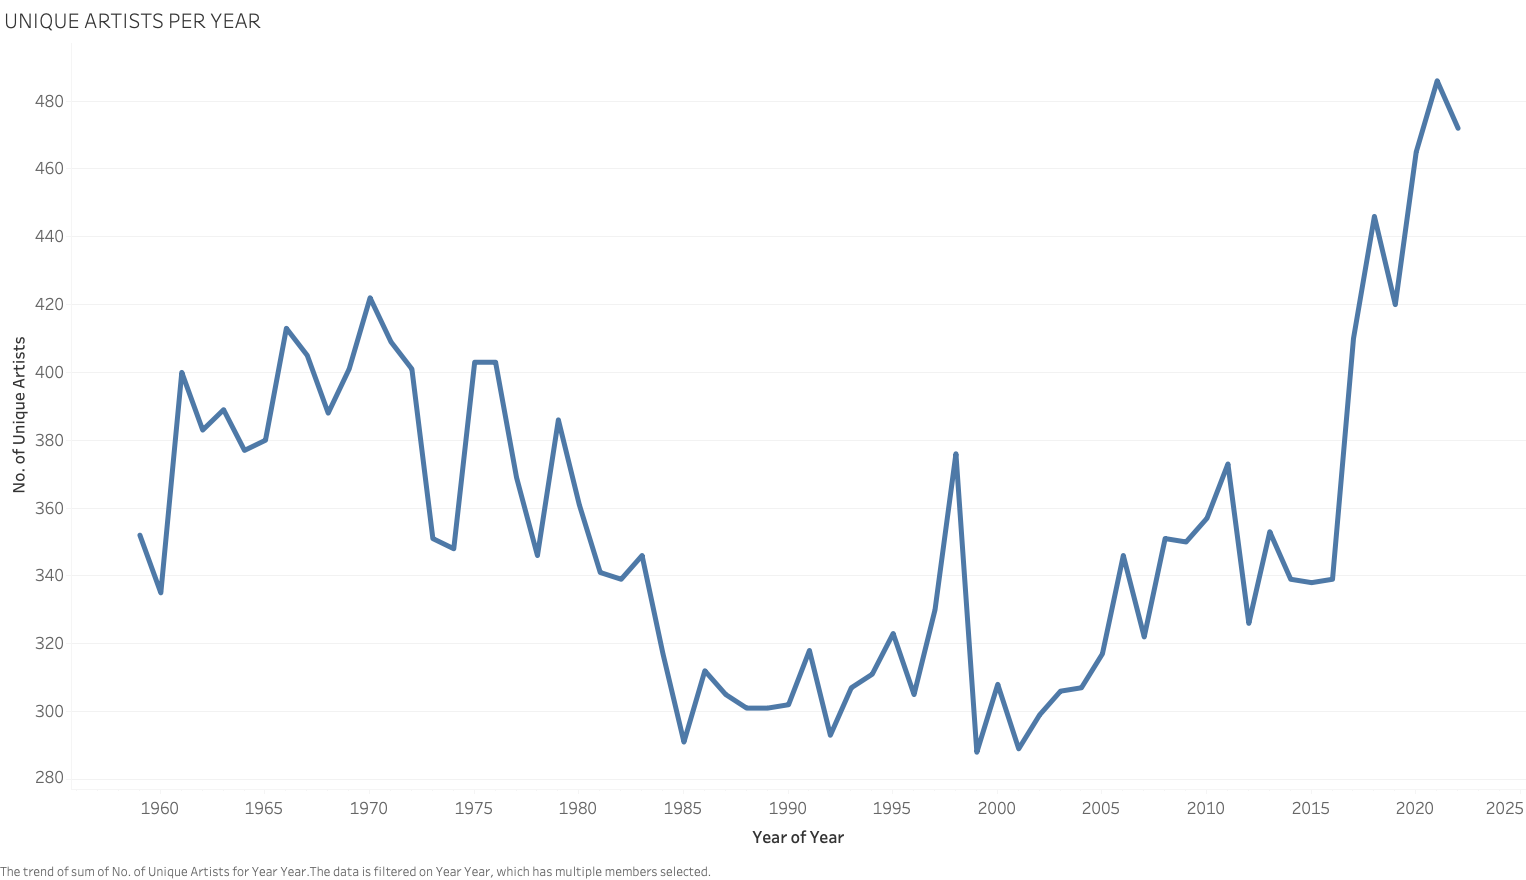 UNIQUE ARTISTS PER YEAR
480
460
440
420
400
380
360
340
320
300
280
No. of Unique Artists
1960 1965 1970 1975 1980 1985 1990 1995 2000 2005 2010 2015 2020 2025
Year of Year
The trend of sum of No. of Unique Artists for Year Year.The data is filtered on Year Year, which has multiple members selected.